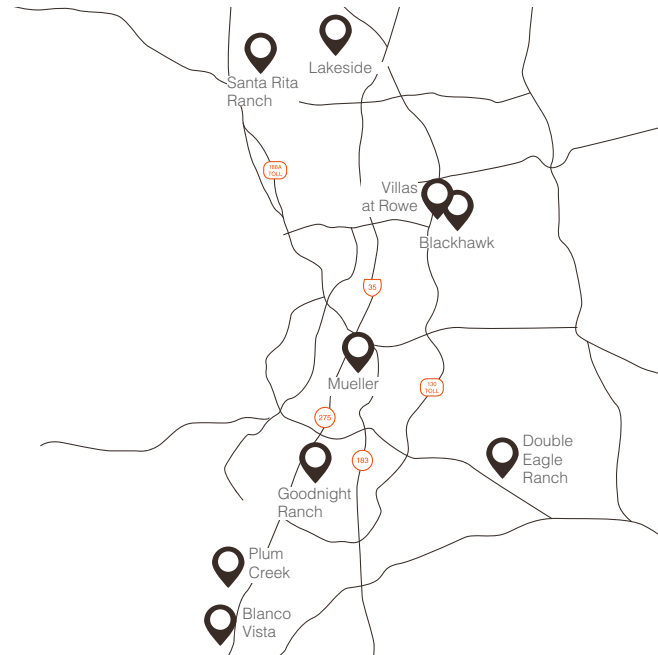 Lakeside
Santa Rita
Ranch
183A
TOLL
Villas
at Rowe
Blackhawk
35
Mueller
130
TOLL
275
183
Double
Eagle
Ranch
Goodnight
Ranch
Plum
Creek
Blanco
Vista